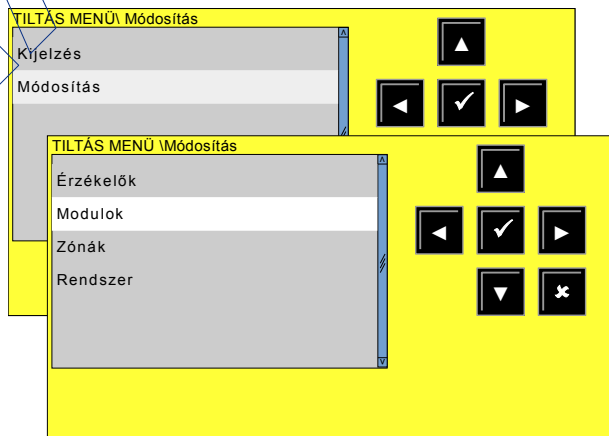 TILTÁS MENÜ\ Módosítás
Kijelzés
Módosítás
TILTÁS MENÜ \Módosítás
Érzékelők
Modulok
Zónák
Rendszer